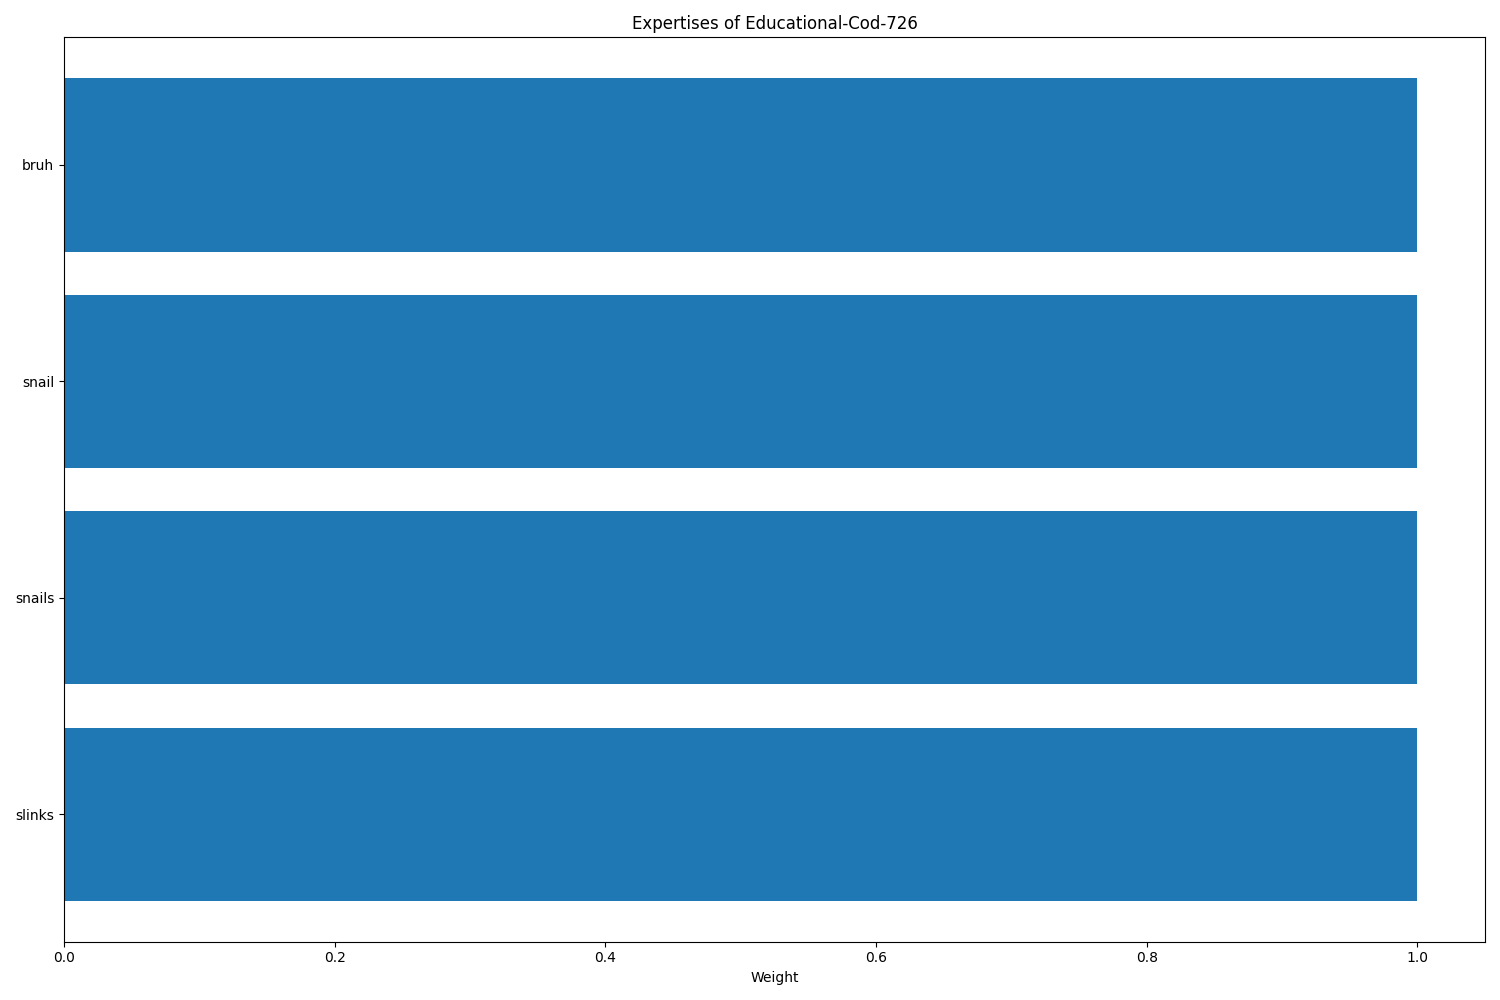 Expertises of Educational-Cod-726
bruh
snail
snails
slinks
0.0 0.2 0.4 0.6 0.8 1.0
Weight